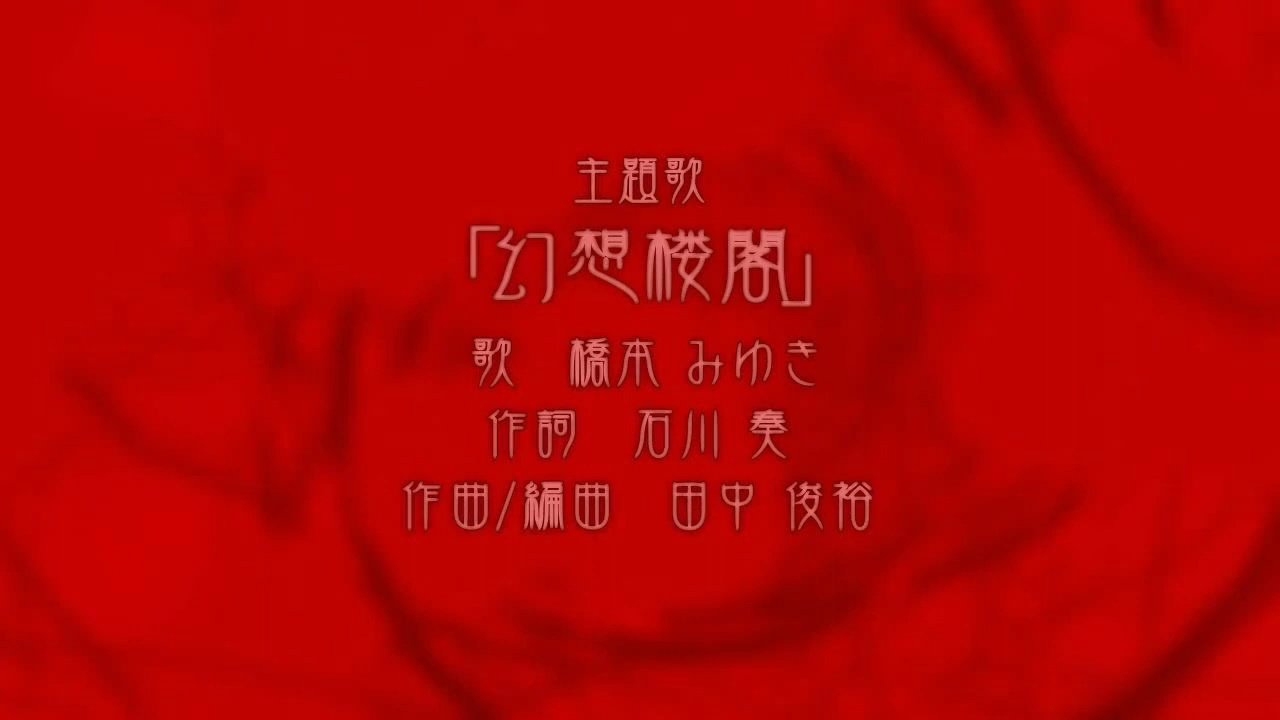 主題歌
「幻想楼閣」
歌　橋本 みゆき
作詞　石川 奏
作曲/編曲　田中 俊裕